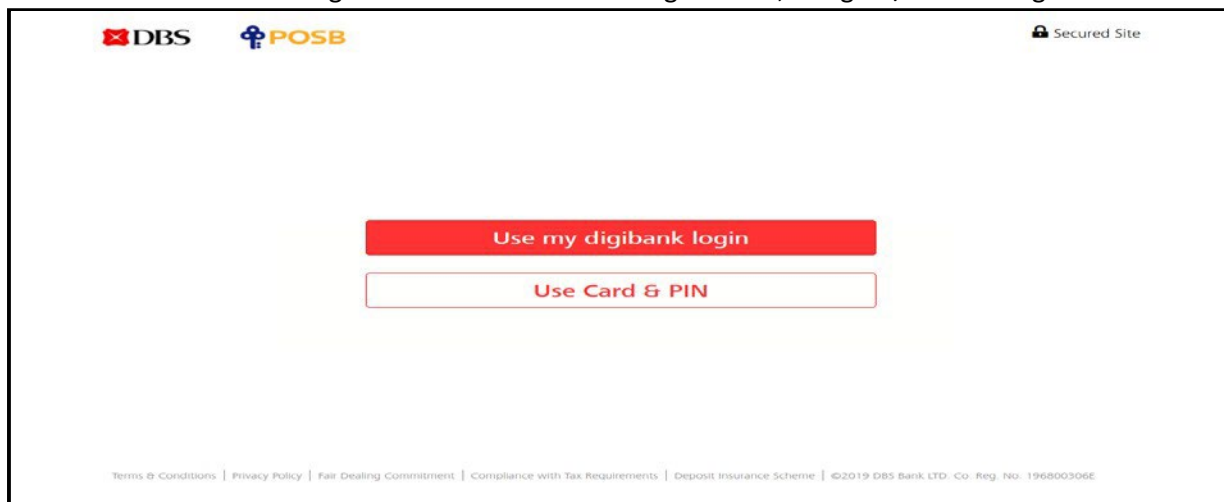 DBS POSB Secured Site
Use my digibank login
Use Card & PIN
Terms & Conditions | Privacy Policy | Fair Dealing Commitment | Compliance with Tax Requirements | Deposit Insurance Scheme | ©2019 DBS Bank LTD. Co. Reg. No. 196800306E